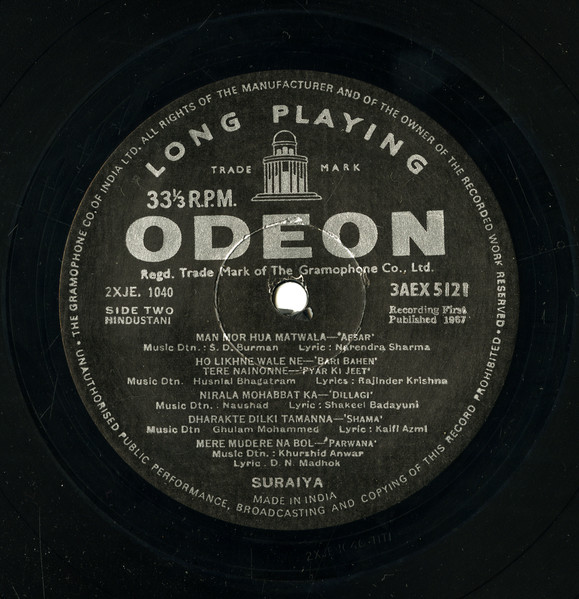 THE GRAMOPHONE CO. OF INDIA LTD. ALL RIGHTS OF THE MANUFACTURER AND OF THE OWNER OF THE RECORDED WORK RESERVED •
LONG PLAYING
TRADE MARK
33⅓ R.P.M.
ODEON
Regd. Trade Mark of The Gramophone Co., Ltd.
2XJE. 1040 3AEX 5121
SIDE TWO Recording First
HINDUSTANI Published 1967
MAN MOR HUA MATWALA—'AFSAR'
Music Dtn. : S. D. Burman Lyric : Narendra Sharma
HO LIKHNE WALE NE—'BARI BAHEN'
TERE NAINONNE—'PYAR KI JEET'
Music Dtn. Husnlal Bhagatram Lyrics : Rajinder Krishna
NIRALA MOHABBAT KA—'DILLAGI'
Music Dtn. : Naushad Lyric : Shakeel Badayuni
DHARAKTE DILKI TAMANNA—'SHAMA'
Music Dtn Ghulam Mohammed Lyric : Kaifi Azmi
MERE MUDERE NA BOL—'PARWANA'
Music Dtn. : Khurshid Anwar
Lyric . D. N. Madhok
SURAIYA
MADE IN INDIA
UNAUTHORISED PUBLIC PERFORMANCE, BROADCASTING AND COPYING OF THIS RECORD PROHIBITED •